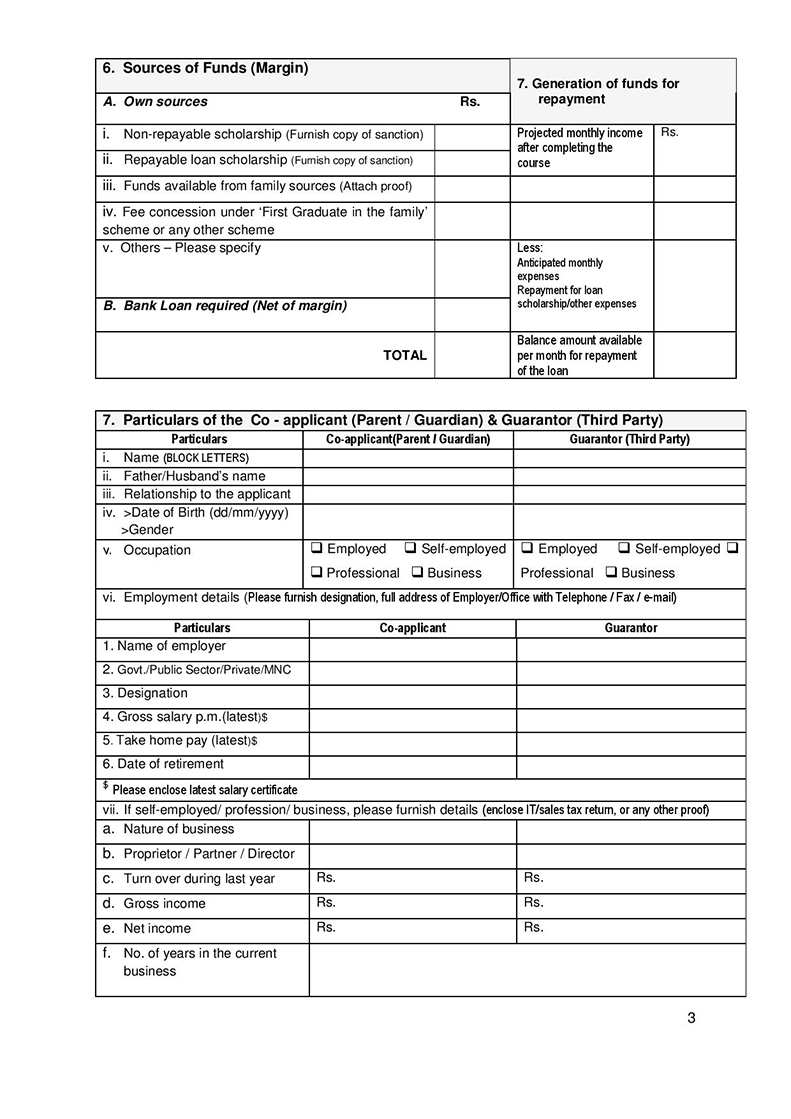 6. Sources of Funds (Margin)
7. Generation of funds for
repayment
A. Own sources Rs.
i. Non-repayable scholarship (Furnish copy of sanction)
Projected monthly income
after completing the
course
Rs.
ii. Repayable loan scholarship (Furnish copy of sanction)
iii. Funds available from family sources (Attach proof)
iv. Fee concession under ‘First Graduate in the family’
scheme or any other scheme
v. Others – Please specify
Less:
Anticipated monthly
expenses
Repayment for loan
scholarship/other expenses
B. Bank Loan required (Net of margin)
TOTAL
Balance amount available
per month for repayment
of the loan
7. Particulars of the Co - applicant (Parent / Guardian) & Guarantor (Third Party)
Particulars Co-applicant(Parent / Guardian) Guarantor (Third Party)
i. Name (BLOCK LETTERS)
ii. Father/Husband’s name
iii. Relationship to the applicant
iv. >Date of Birth (dd/mm/yyyy)
>Gender
v. Occupation ❑ Employed ❑ Self-employed ❑ Employed ❑ Self-employed ❑
❑ Professional ❑ Business Professional ❑ Business
vi. Employment details (Please furnish designation, full address of Employer/Office with Telephone / Fax / e-mail)
Particulars Co-applicant Guarantor
1. Name of employer
2. Govt./Public Sector/Private/MNC
3. Designation
4. Gross salary p.m.(latest)$
5. Take home pay (latest)$
6. Date of retirement
$ Please enclose latest salary certificate
vii. If self-employed/ profession/ business, please furnish details (enclose IT/sales tax return, or any other proof)
a. Nature of business
b. Proprietor / Partner / Director
c. Turn over during last year Rs. Rs.
d. Gross income Rs. Rs.
e. Net income Rs. Rs.
f. No. of years in the current
business
3